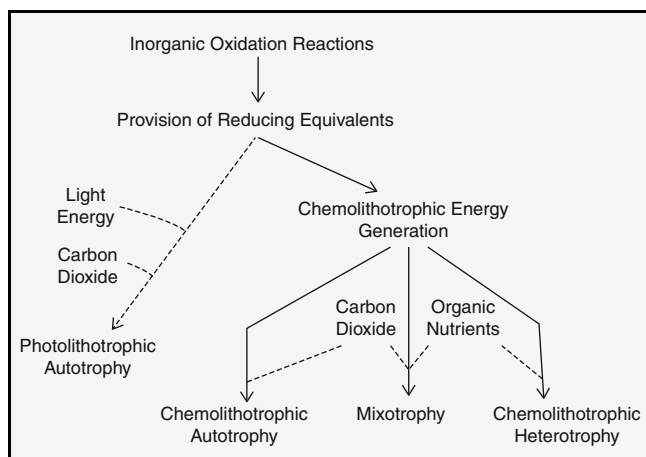 Inorganic Oxidation Reactions
Provision of Reducing Equivalents
Light
Energy
Carbon
Dioxide
Photolithotrophic
Autotrophy
Chemolithotrophic Energy
Generation
Carbon
Dioxide
Organic
Nutrients
Chemolithotrophic
Autotrophy
Mixotrophy
Chemolithotrophic
Heterotrophy